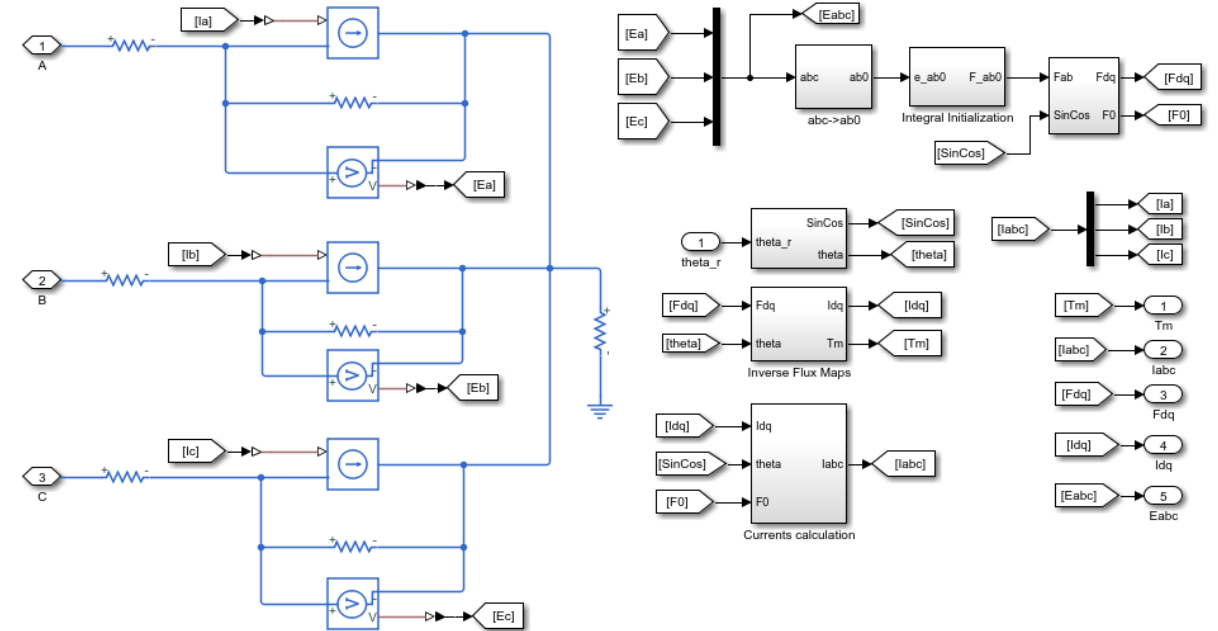 [Ia]
+ -
1
A
+ -
+
-
V
[Ea]
[Ib]
+ -
2
B
+ -
+
-
V
[Eb]
+
-
[Ic]
+ -
3
C
+ -
+
-
V
[Ec]
[Ea]
[Eb]
[Ec]
[Eabc]
abc ab0
abc->ab0
e_ab0 F_ab0
Integral Initialization
Fab Fdq
SinCos F0
[Fdq]
[F0]
[SinCos]
1
theta_r
theta_r
SinCos
theta
[SinCos]
[theta]
[Iabc]
[Ia]
[Ib]
[Ic]
[Fdq]
[theta]
Fdq Idq
theta Tm
Inverse Flux Maps
[Idq]
[Tm]
[Idq]
[SinCos]
[F0]
Idq
theta Iabc
F0
Currents calculation
[Iabc]
[Tm] 1
Tm
[Iabc] 2
Iabc
[Fdq] 3
Fdq
[Idq] 4
Idq
[Eabc] 5
Eabc